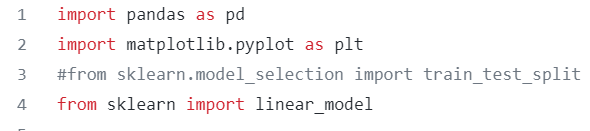 1 import pandas as pd
2 import matplotlib.pyplot as plt
3 #from sklearn.model_selection import train_test_split
4 from sklearn import linear_model